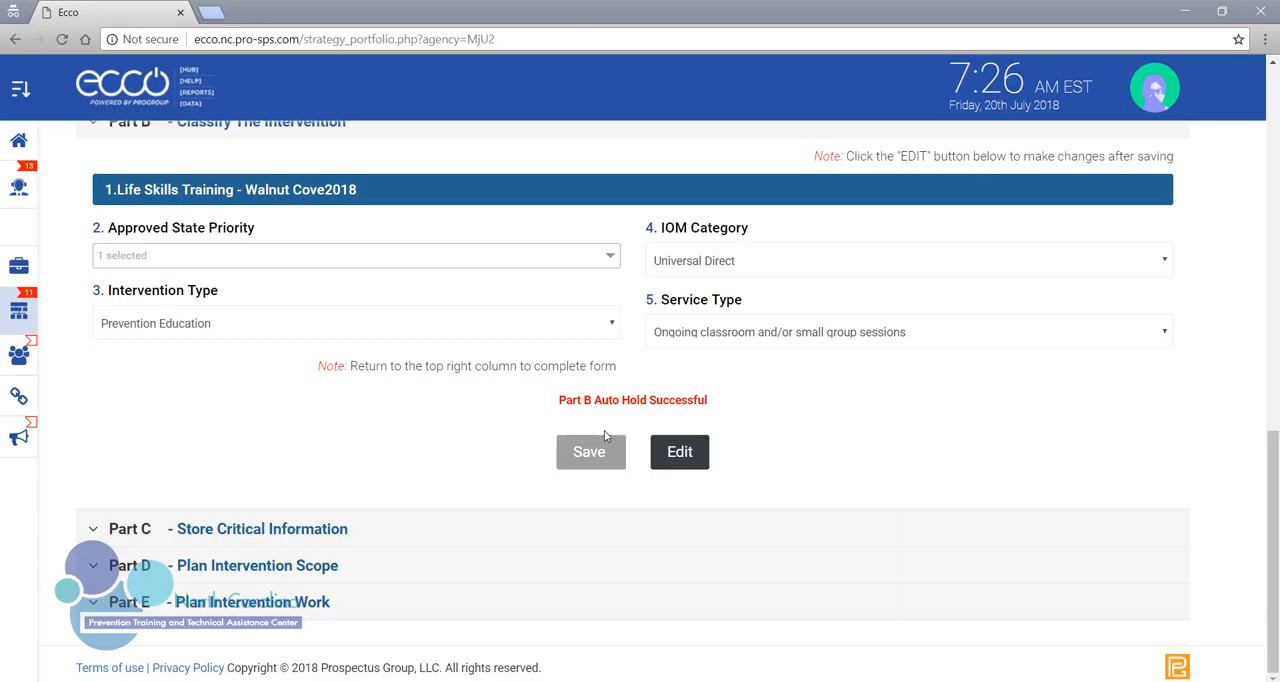 Ecco
Not secure ecco.nc.pro-sps.com/strategy_portfolio.php?agency=MjU2
ecco
POWERED BY PROGROUP
[HUB]
[HELP]
[REPORTS]
[DATA]
7:26 AM EST
Friday, 20th July 2018
13
11
Part B - Classify The Intervention
Note: Click the "EDIT" button below to make changes after saving
1.Life Skills Training - Walnut Cove2018
2. Approved State Priority
1 selected
4. IOM Category
Universal Direct
3. Intervention Type
Prevention Education
5. Service Type
Ongoing classroom and/or small group sessions
Note: Return to the top right column to complete form
Part B Auto Hold Successful
Save
Edit
Part C - Store Critical Information
Part D - Plan Intervention Scope
Part E - Plan Intervention Work
North Carolina
Prevention Training and Technical Assistance Center
Terms of use | Privacy Policy Copyright © 2018 Prospectus Group, LLC. All rights reserved.